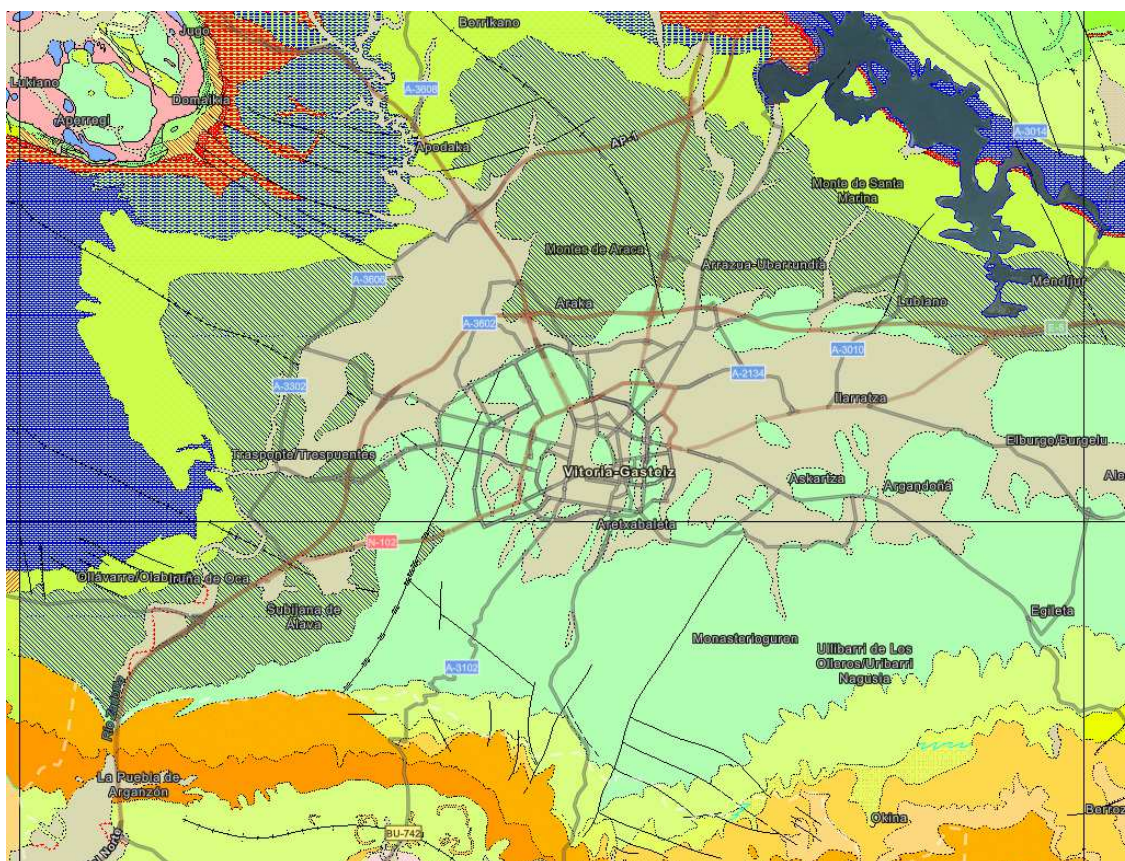 Berrikano
Jugo
Lukiano
A-3608
Domaikia
Aperregi
A-3014
AP-1
Apodaka
Monte de Santa
Marina
Montes de Araca
Arrazua-Ubarrundia
A-3606
Mendijur
Araka
Lubiano
A-3602
E-5
A-3010
A-2134
A-3302
Ilarratza
Elburgo/Burgelu
Trasponte/Trespuentes
Vitoria-Gasteiz
Askartza
Argandoña
Ale
Aretxabaleta
N-102
Iruña de Oca
Subijana de
Álava
Egileta
Monasterioguren
Ullibarri de Los
Olleros/Uribarri
Nagusia
A-3102
La Puebla de
Arganzón
Okina
BU-742